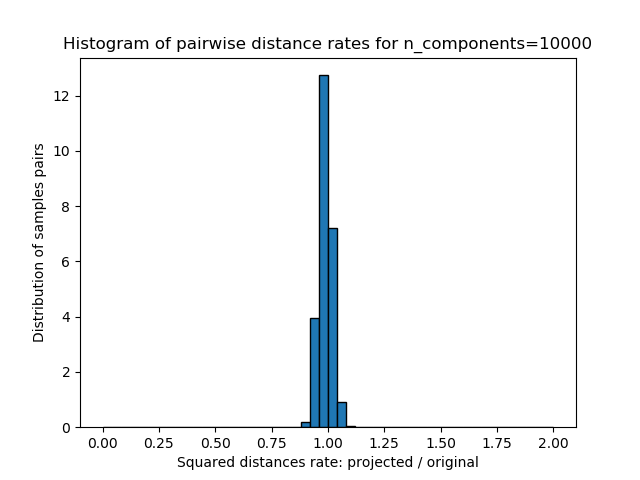 Histogram of pairwise distance rates for n_components=10000
Distribution of samples pairs
12
10
8
6
4
2
0
0.00 0.25 0.50 0.75 1.00 1.25 1.50 1.75 2.00
Squared distances rate: projected / original